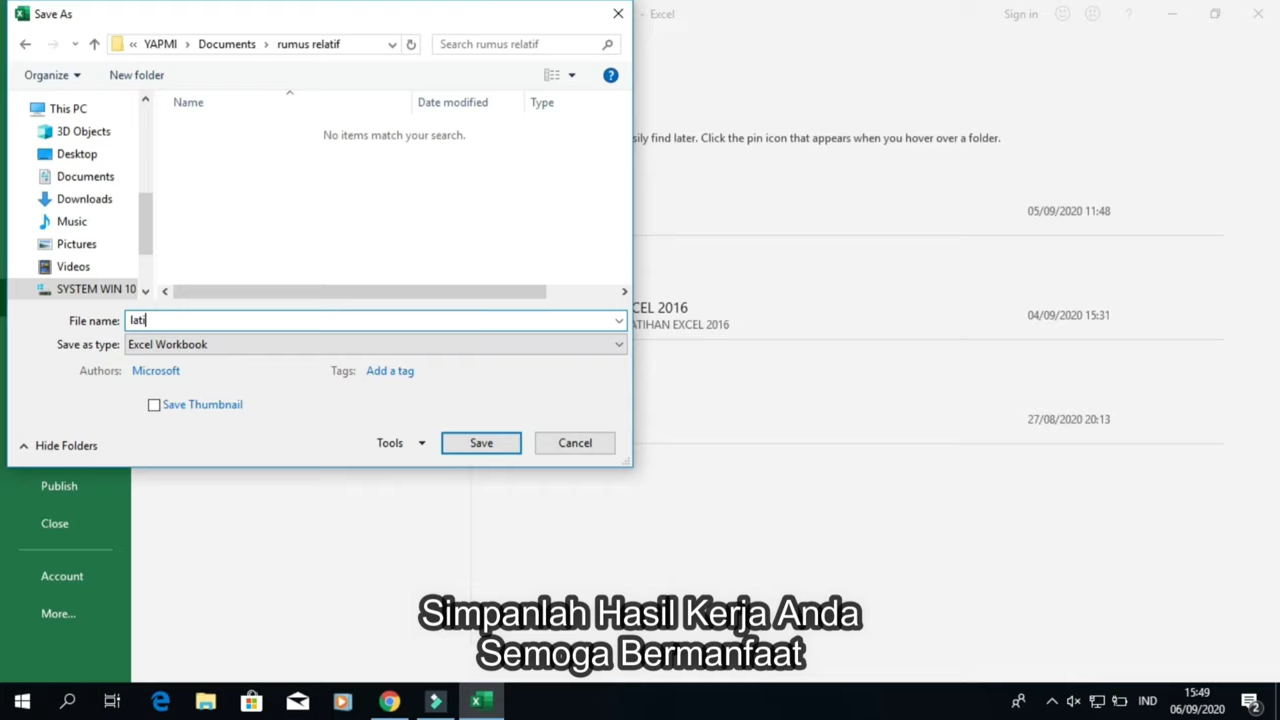 Save As
- Excel
Sign in
?
« YAPMI › Documents › rumus relatif
Search rumus relatif
Organize
New folder
?
Name
Date modified
Type
No items match your search.
This PC
3D Objects
Desktop
Documents
Downloads
Music
Pictures
Videos
SYSTEM WIN 10
File name: lati
Save as type: Excel Workbook
Authors: Microsoft
Tags: Add a tag
Save Thumbnail
Hide Folders
Tools
Save
Cancel
sily find later. Click the pin icon that appears when you hover over a folder.
05/09/2020 11:48
CEL 2016
ATIHAN EXCEL 2016
04/09/2020 15:31
27/08/2020 20:13
Publish
Close
Account
More...
Simpanlah Hasil Kerja Anda
Semoga Bermanfaat
IND
15:49
06/09/2020
2